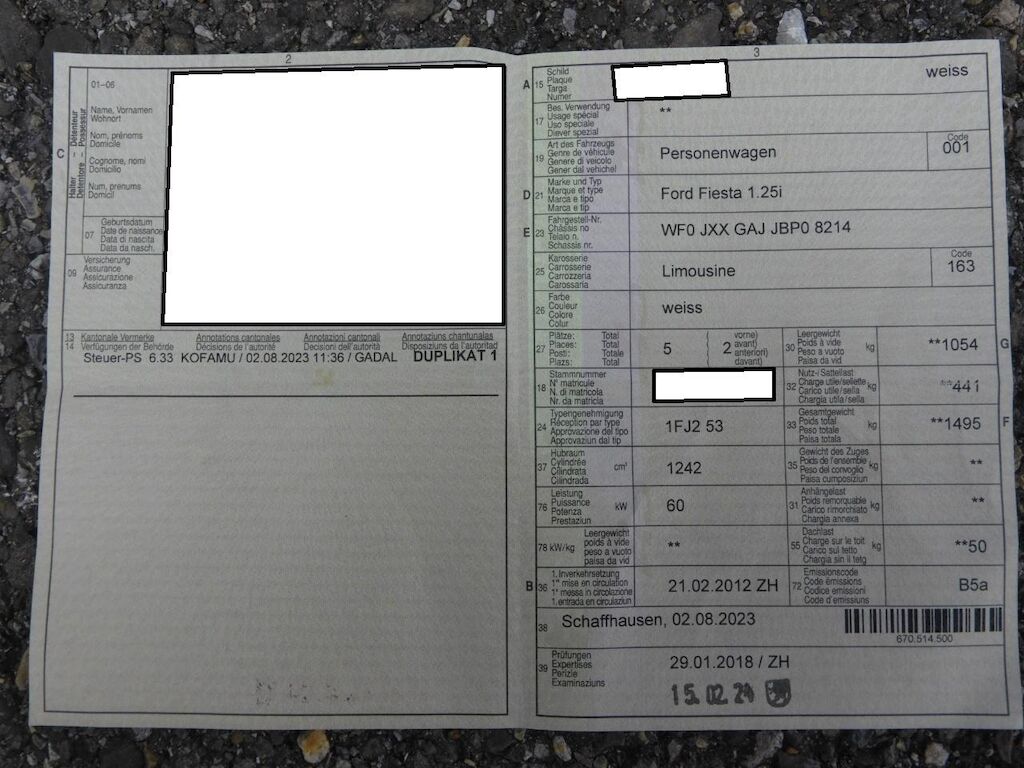 2
01-06
Name, Vornamen
Wohnort
Nom, prénoms
Domicile
Cognome, nomi
Domicilio
Num, prenums
Domicil
C
Halter – Détenteur
Detentore – Possessur
07
Geburtsdatum
Date de naissance
Data di nascita
Data da nasch.
09
Versicherung
Assurance
Assicurazione
Assicuranza
13 Kantonale Vermerke Annotations cantonales Annotazioni cantonali Annotaziuns chantunalas
14 Verfügungen der Behörde Décisions de l'autorité Decisioni dell'autorità Disposiziuns da l'autoritad
Steuer-PS 6.33 KOFAMU / 02.08.2023 11:36 / GADAL DUPLIKAT 1
3
A 15
Schild
Plaque
Targa
Numer
weiss
17
Bes. Verwendung
Usage spécial
Uso speciale
Diever spezial
**
19
Art des Fahrzeugs
Genre de véhicule
Genere di veicolo
Gener dal vehichel
Personenwagen
Code
001
D 21
Marke und Typ
Marque et type
Marca e tipo
Marca e tip
Ford Fiesta 1.25i
E 23
Fahrgestell-Nr.
Châssis no
Telaio n.
Schassis nr.
WF0 JXX GAJ JBP0 8214
25
Karosserie
Carrosserie
Carrozzeria
Carossaria
Limousine
Code
163
26
Farbe
Couleur
Colore
Colur
weiss
27
Plätze: Total
Places: Total
Posti: Totale
Plazs: Total
5 ( 2 vorne)
avant)
anteriori)
davant)
30
Leergewicht
Poids à vide
Peso a vuoto
Paisa da vid
kg
**1054
G
18
Stammnummer
N° matricule
N. di matricola
Nr. da matricla
32
Nutz-/Sattellast
Charge utile/sellette
Carico utile/sella
Chargia utila/sella
kg
**441
24
Typengenehmigung
Réception par type
Approvazione del tipo
Approvaziun dal tip
1FJ2 53
33
Gesamtgewicht
Poids total
Peso totale
Paisa totala
kg
**1495
F
37
Hubraum
Cylindrée
Cilindrata
Cilindrada
cm³
1242
35
Gewicht des Zuges
Poids de l'ensemble
Peso del convoglio
Paisa cumposiziun
kg
**
76
Leistung
Puissance
Potenza
Prestaziun
kW
60
31
Anhängelast
Poids remorquable
Carico rimorchiato
Chargia annexa
kg
**
78 kW/kg
Leergewicht
poids à vide
peso a vuoto
paisa da vid
**
55
Dachlast
Charge sur le toit
Carico sul tetto
Chargia sin il tetg
kg
**50
B 36
1. Inverkehrsetzung
1re mise en circulation
1a messa in circolazione
1. entrada en circulaziun
21.02.2012 ZH
72
Emissionscode
Code émissions
Codice emissioni
Code d'emissiuns
B5a
38
Schaffhausen, 02.08.2023
670.514.500
39
Prüfungen
Expertises
Perizie
Examinaziuns
29.01.2018 / ZH
15.02.24